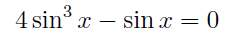 4 sin³ x − sin x = 0